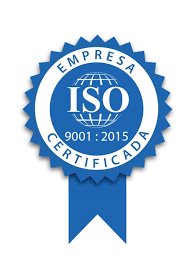 EMPRESA
ISO
9001 : 2015
CERTIFICADA